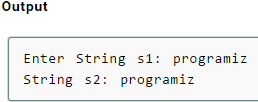 Output
Enter String s1: programiz
String s2: programiz